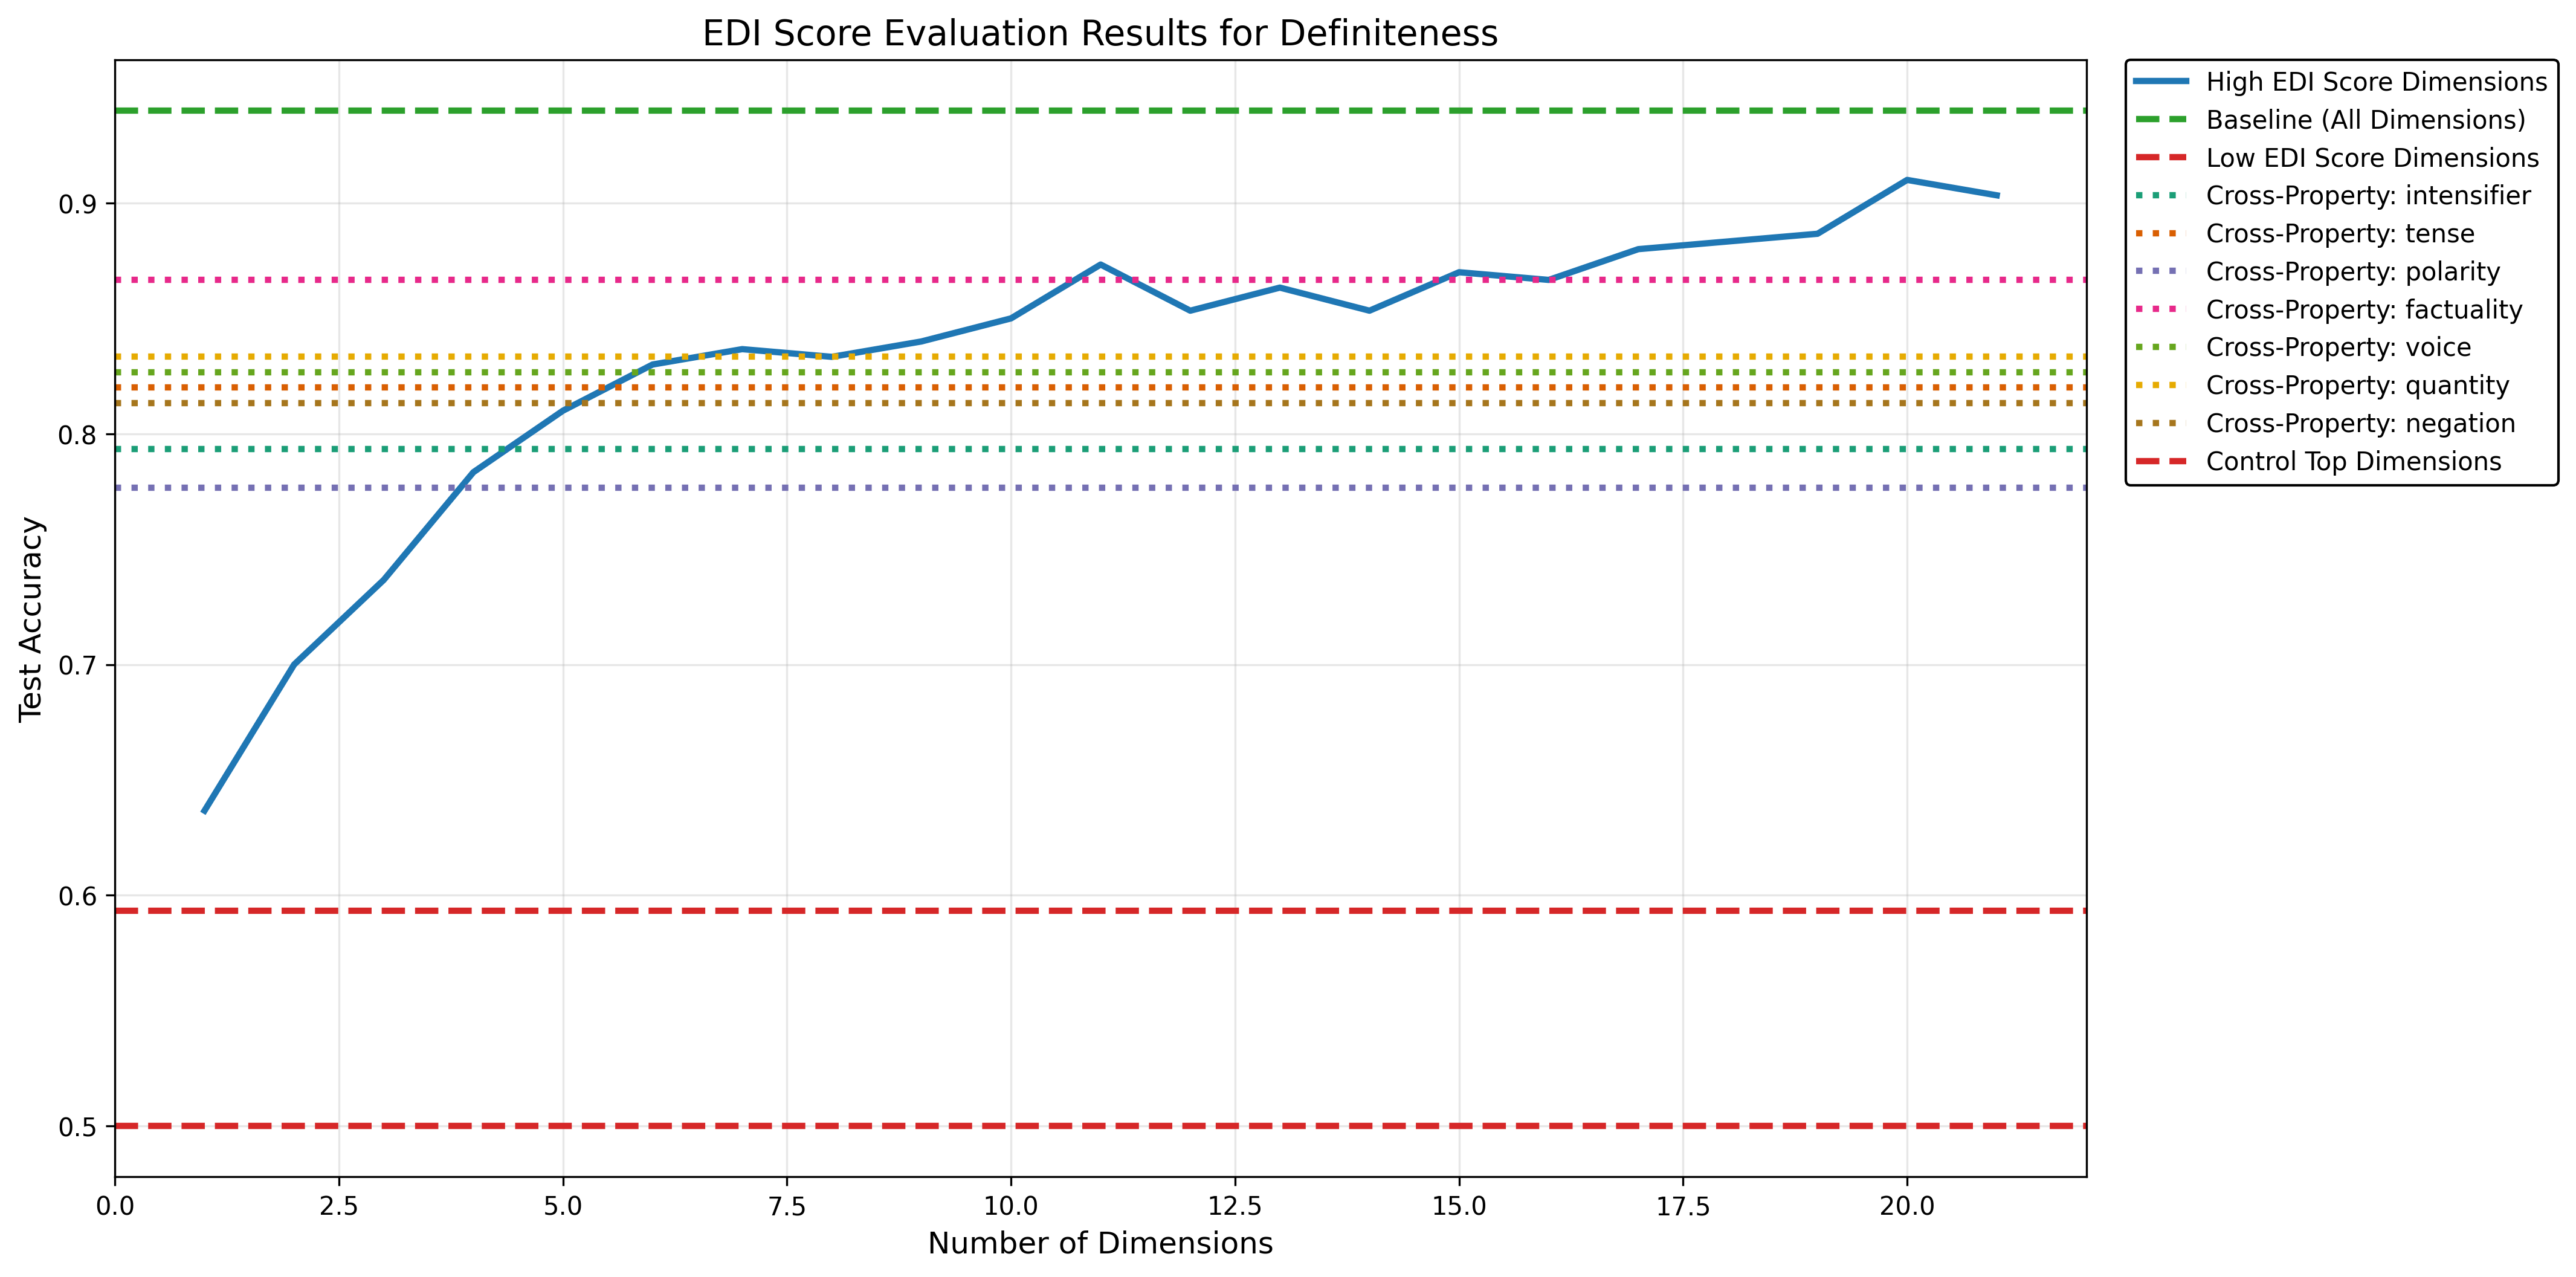 EDI Score Evaluation Results for Definiteness
High EDI Score Dimensions
Baseline (All Dimensions)
Low EDI Score Dimensions
Cross-Property: intensifier
Cross-Property: tense
Cross-Property: polarity
Cross-Property: factuality
Cross-Property: voice
Cross-Property: quantity
Cross-Property: negation
Control Top Dimensions
Test Accuracy
0.9
0.8
0.7
0.6
0.5
0.0 2.5 5.0 7.5 10.0 12.5 15.0 17.5 20.0
Number of Dimensions